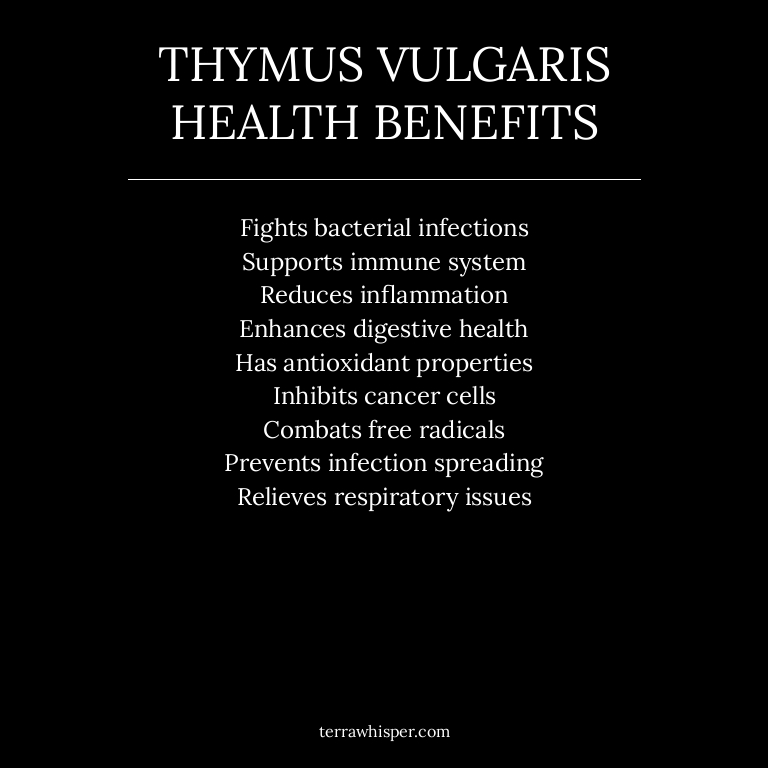 THYMUS VULGARIS
HEALTH BENEFITS
Fights bacterial infections
Supports immune system
Reduces inflammation
Enhances digestive health
Has antioxidant properties
Inhibits cancer cells
Combats free radicals
Prevents infection spreading
Relieves respiratory issues
terrawhisper.com